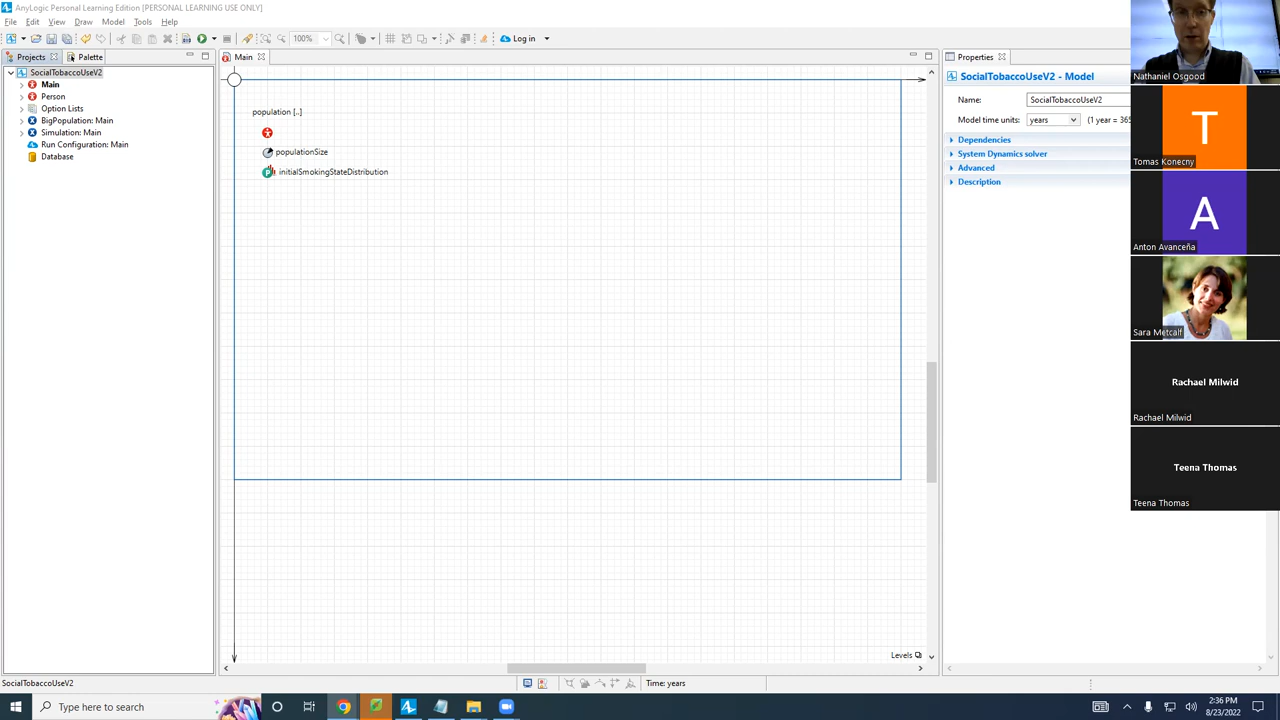 AnyLogic Personal Learning Edition [PERSONAL LEARNING USE ONLY]
File Edit View Draw Model Tools Help
100% Log in
Projects Palette Main Properties
SocialTobaccoUseV2
Main
Person
Option Lists
BigPopulation: Main
Simulation: Main
Run Configuration: Main
Database
population [..]
populationSize
initialSmokingStateDistribution
Levels
SocialTobaccoUseV2 - Model
Name: SocialTobaccoUseV2
Model time units: years (1 year = 365
Dependencies
System Dynamics solver
Advanced
Description
Nathaniel Osgood
T
Tomas Konecny
A
Anton Avanceña
Sara Metcalf
Rachael Milwid
Rachael Milwid
Teena Thomas
Teena Thomas
SocialTobaccoUseV2 Time: years
Type here to search
2:36 PM
8/23/2022